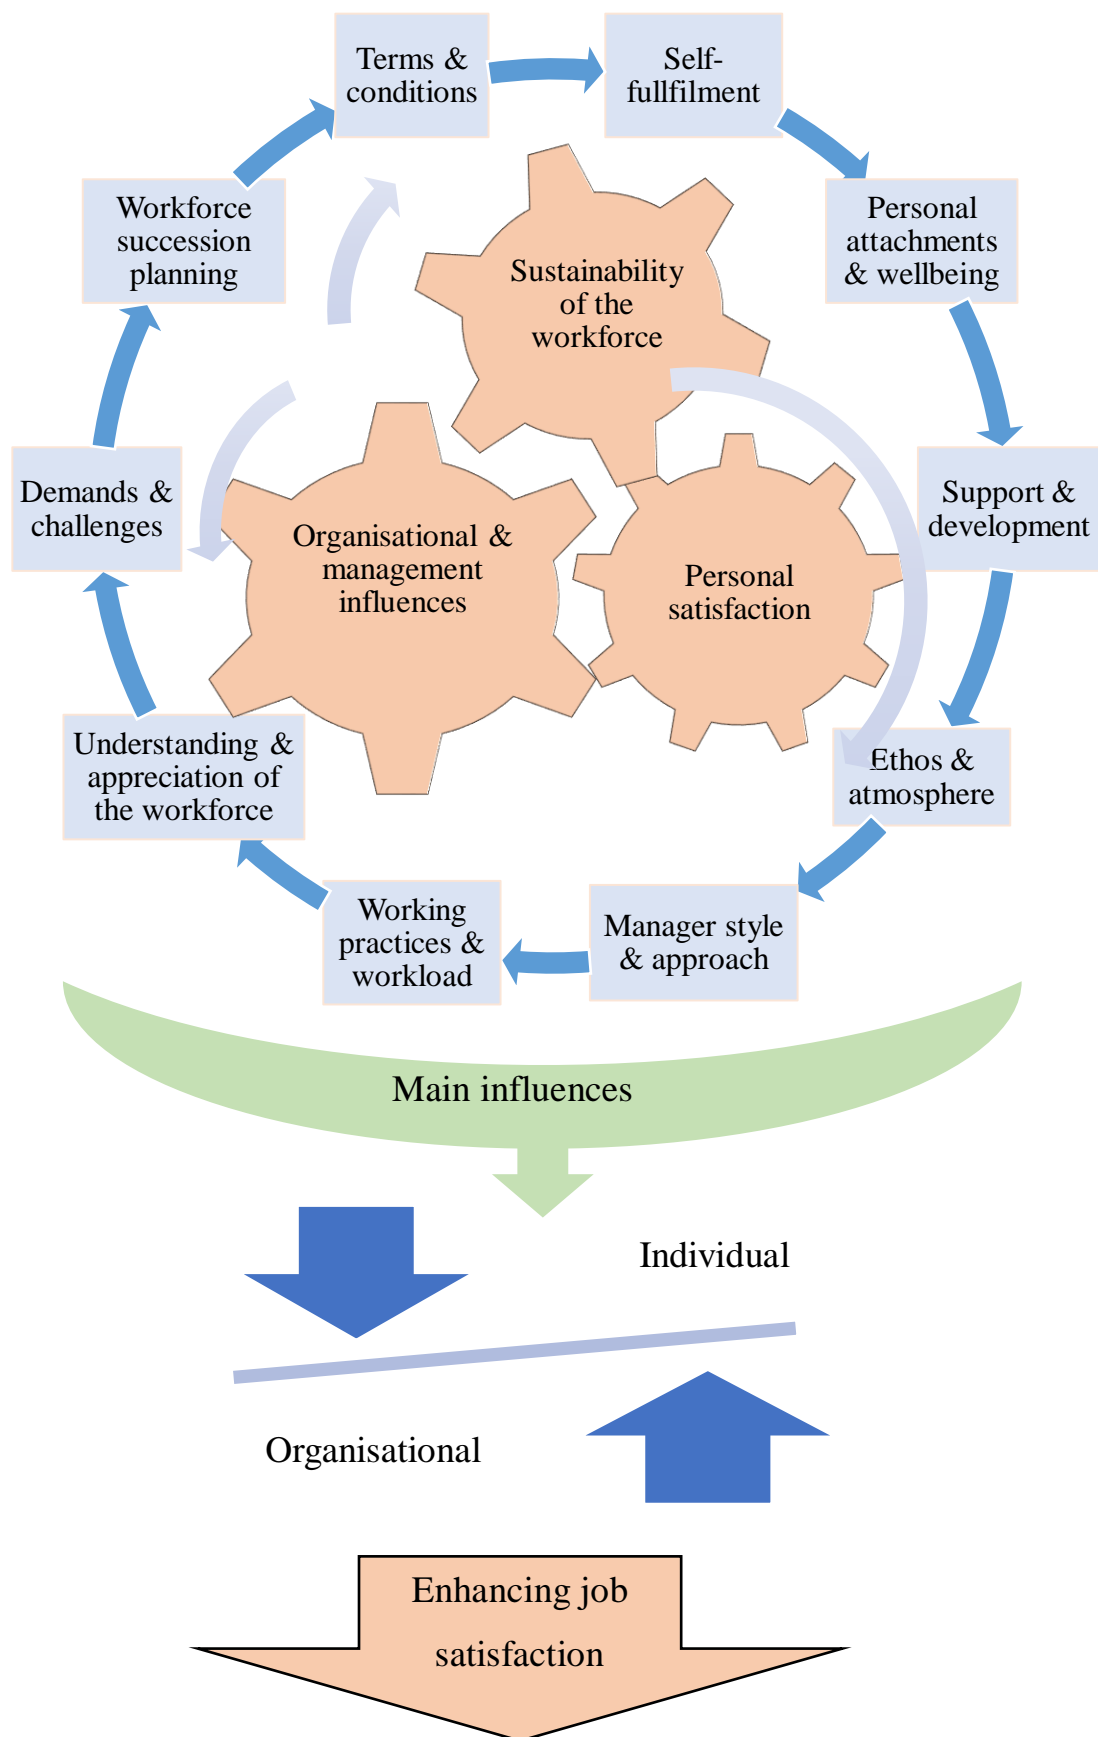 Terms &
conditions
Self-
fullfilment
Personal
attachments
& wellbeing
Support &
development
Ethos &
atmosphere
Manager style
& approach
Working
practices &
workload
Understanding &
appreciation of
the workforce
Demands &
challenges
Workforce
succession
planning
Sustainability
of the
workforce
Organisational &
management
influences
Personal
satisfaction
Main influences
Individual
Organisational
Enhancing job
satisfaction